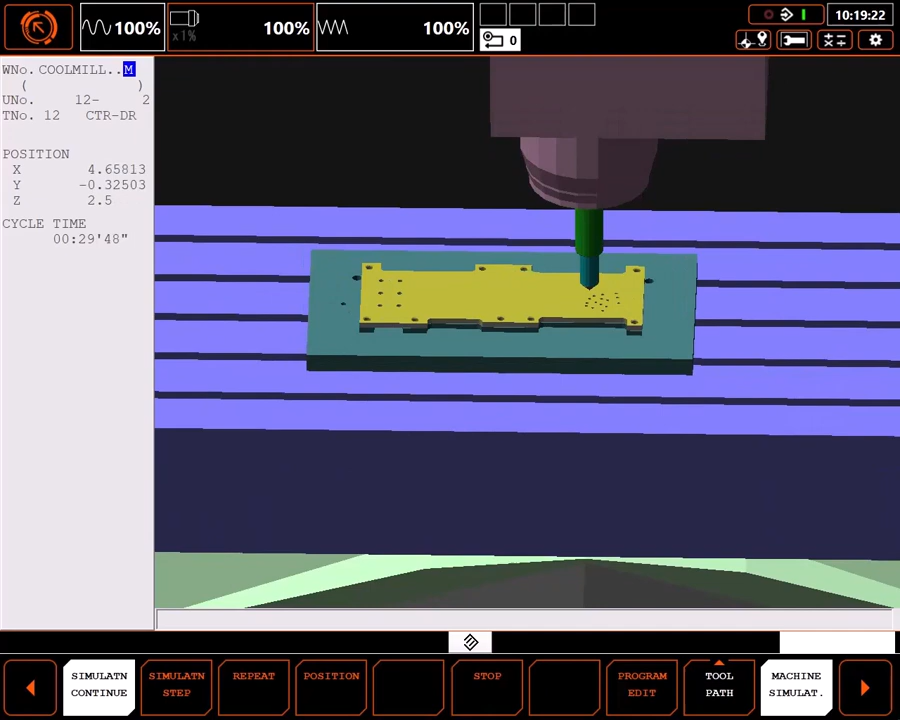 100%
x1%
100%
100%
0
10:19:22
WNo. COOLMILL..M
( )
UNo. 12- 2
TNo. 12 CTR-DR
POSITION
X 4.65813
Y -0.32503
Z 2.5
CYCLE TIME
00:29'48"
SIMULATN CONTINUE
SIMULATN STEP
REPEAT
POSITION
STOP
PROGRAM EDIT
TOOL PATH
MACHINE SIMULAT.